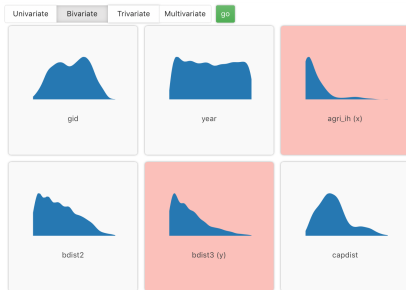 Univariate Bivariate Trivariate Multivariate go
gid year agri_ih (x)
bdist2 bdist3 (y) capdist